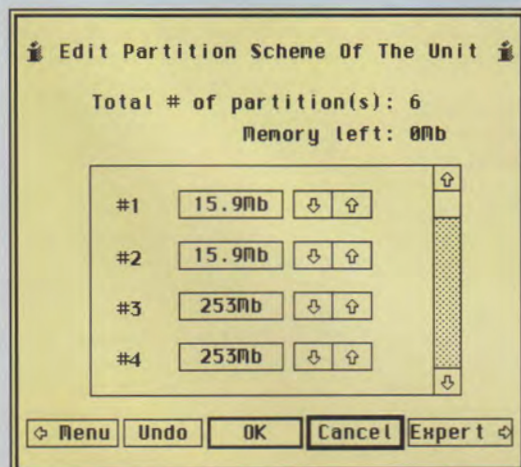 Edit Partition Scheme Of The Unit
Total # of partition(s): 6
Memory left: 0Mb
#1 15.9Mb
#2 15.9Mb
#3 253Mb
#4 253Mb
Menu Undo OK Cancel Expert